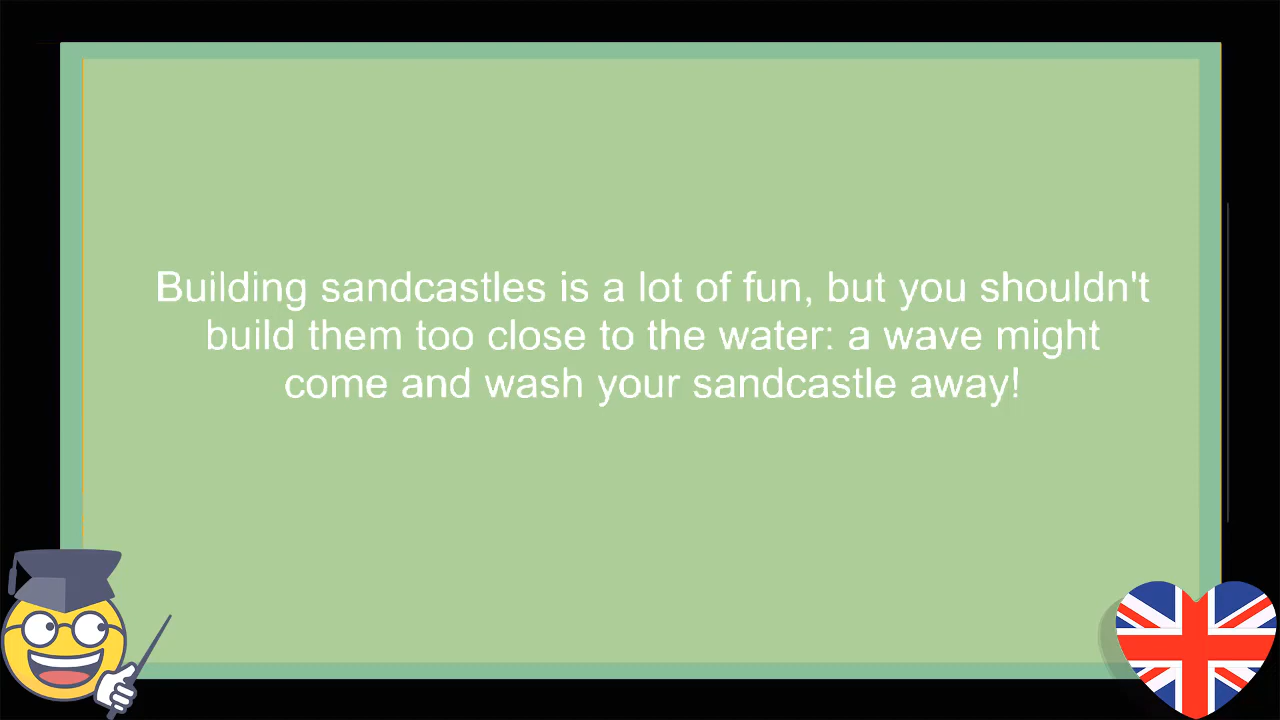 Building sandcastles is a lot of fun, but you shouldn't
build them too close to the water: a wave might
come and wash your sandcastle away!